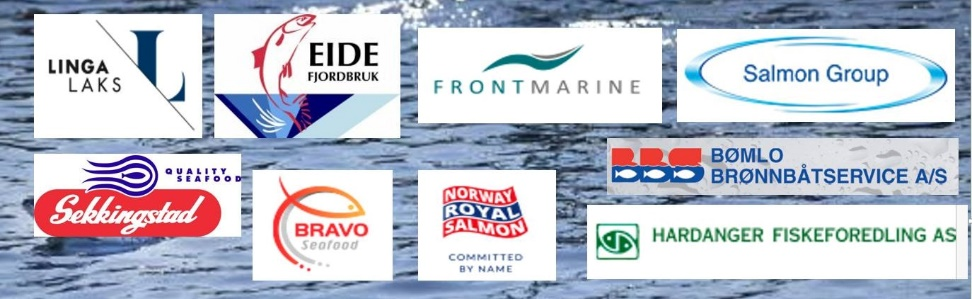 LINGA
LAKS
L
EIDE
FJORDBRUK
FRONTMARINE
Salmon Group
QUALITY
SEAFOOD
Sekkingstad
BRAVO
Seafood
NORWAY
ROYAL
SALMON
COMMITTED
BY NAME
BBS
BØMLO
BRØNNBÅTSERVICE A/S
HARDANGER FISKEFOREDLING AS